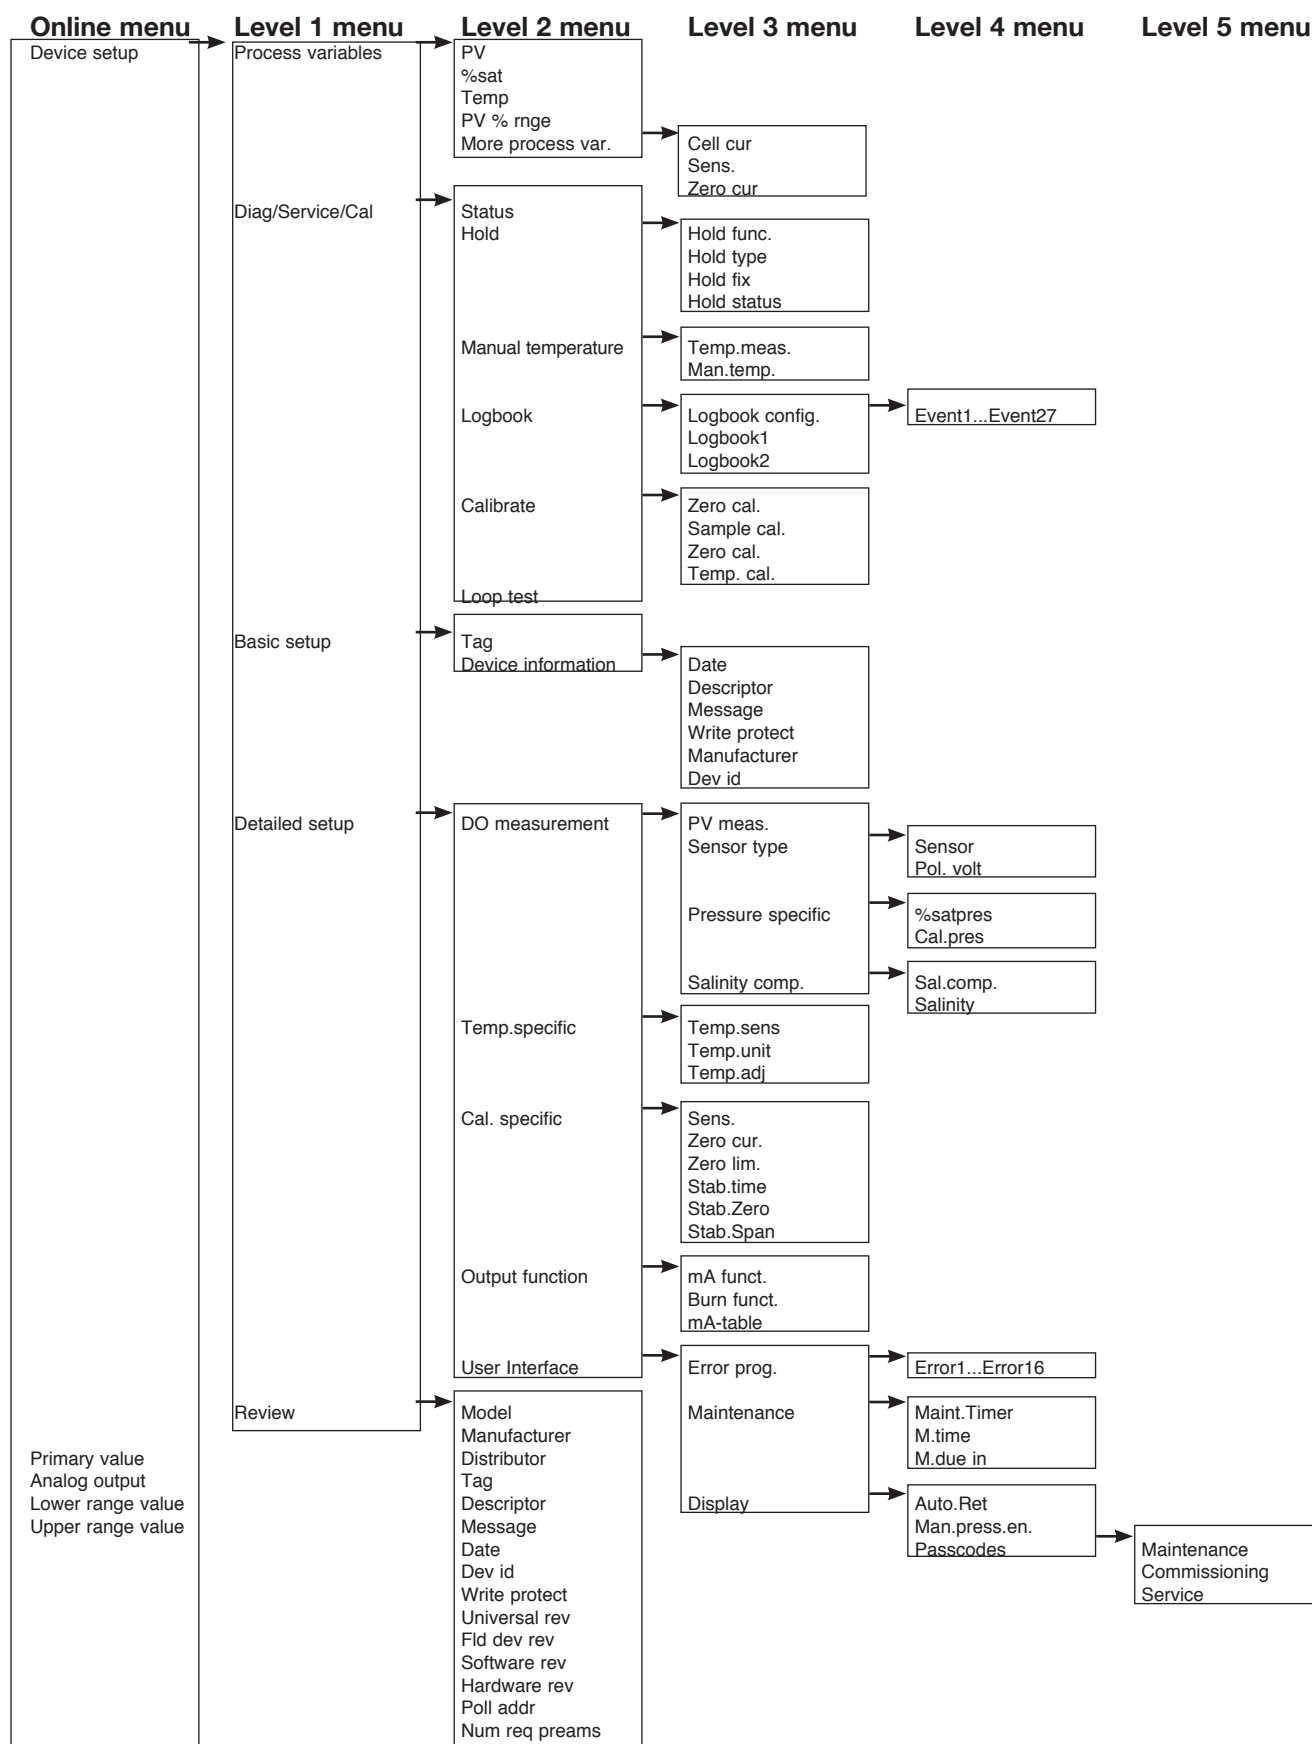 Online menu
Level 1 menu
Level 2 menu
Level 3 menu
Level 4 menu
Level 5 menu
Device setup
Primary value
Analog output
Lower range value
Upper range value
Process variables
Diag/Service/Cal
Basic setup
Detailed setup
Review
PV
%sat
Temp
PV % rnge
More process var.
Cell cur
Sens.
Zero cur
Status
Hold
Manual temperature
Logbook
Calibrate
Loop test
Hold func.
Hold type
Hold fix
Hold status
Temp.meas.
Man.temp.
Logbook config.
Logbook1
Logbook2
Event1...Event27
Zero cal.
Sample cal.
Zero cal.
Temp. cal.
Tag
Device information
Date
Descriptor
Message
Write protect
Manufacturer
Dev id
DO measurement
Temp.specific
Cal. specific
Output function
User Interface
PV meas.
Sensor type
Pressure specific
Salinity comp.
Sensor
Pol. volt
%satpres
Cal.pres
Sal.comp.
Salinity
Temp.sens
Temp.unit
Temp.adj
Sens.
Zero cur.
Zero lim.
Stab.time
Stab.Zero
Stab.Span
mA funct.
Burn funct.
mA-table
Error prog.
Maintenance
Display
Error1...Error16
Maint.Timer
M.time
M.due in
Auto.Ret
Man.press.en.
Passcodes
Maintenance
Commissioning
Service
Model
Manufacturer
Distributor
Tag
Descriptor
Message
Date
Dev id
Write protect
Universal rev
Fld dev rev
Software rev
Hardware rev
Poll addr
Num req preams